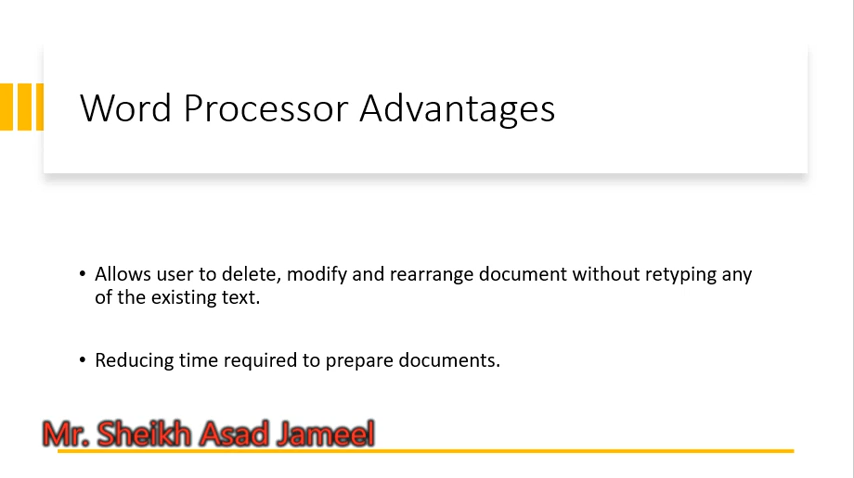 Word Processor Advantages
• Allows user to delete, modify and rearrange document without retyping any
of the existing text.
• Reducing time required to prepare documents.
Mr. Sheikh Asad Jameel